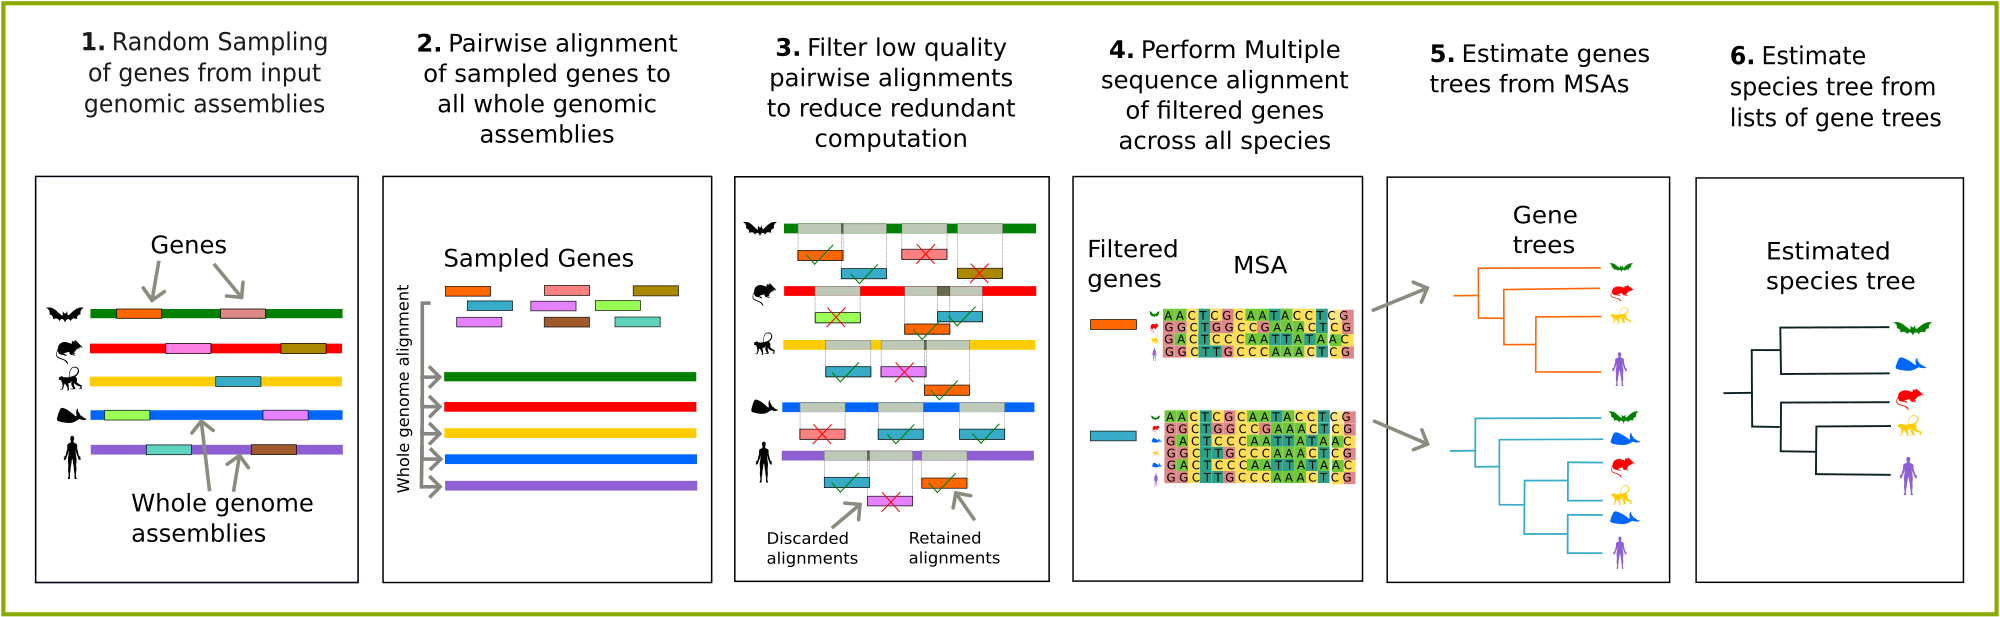 1. Random Sampling
of genes from input
genomic assemblies
2. Pairwise alignment
of sampled genes to
all whole genomic
assemblies
3. Filter low quality
pairwise alignments
to reduce redundant
computation
4. Perform Multiple
sequence alignment
of filtered genes
across all species
5. Estimate genes
trees from MSAs
6. Estimate
species tree from
lists of gene trees
Genes
Whole genome
assemblies
Sampled Genes
Whole genome alignment
Discarded
alignments
Retained
alignments
Filtered
genes
MSA
AACTCGCAATACCTCG
GGCTGGCCGAAACTCG
GACTCCCAATTATAAC
GGCTTGCCCAAACTCG
AACTCGCAATACCTCG
GGCTGGCCGAAACTCG
GACTCCCAATTATAAC
GGCTTGCCCAAACTCG
GACTCCCAATTATAAC
GGCTTGCCCAAACTCG
Gene
trees
Estimated
species tree